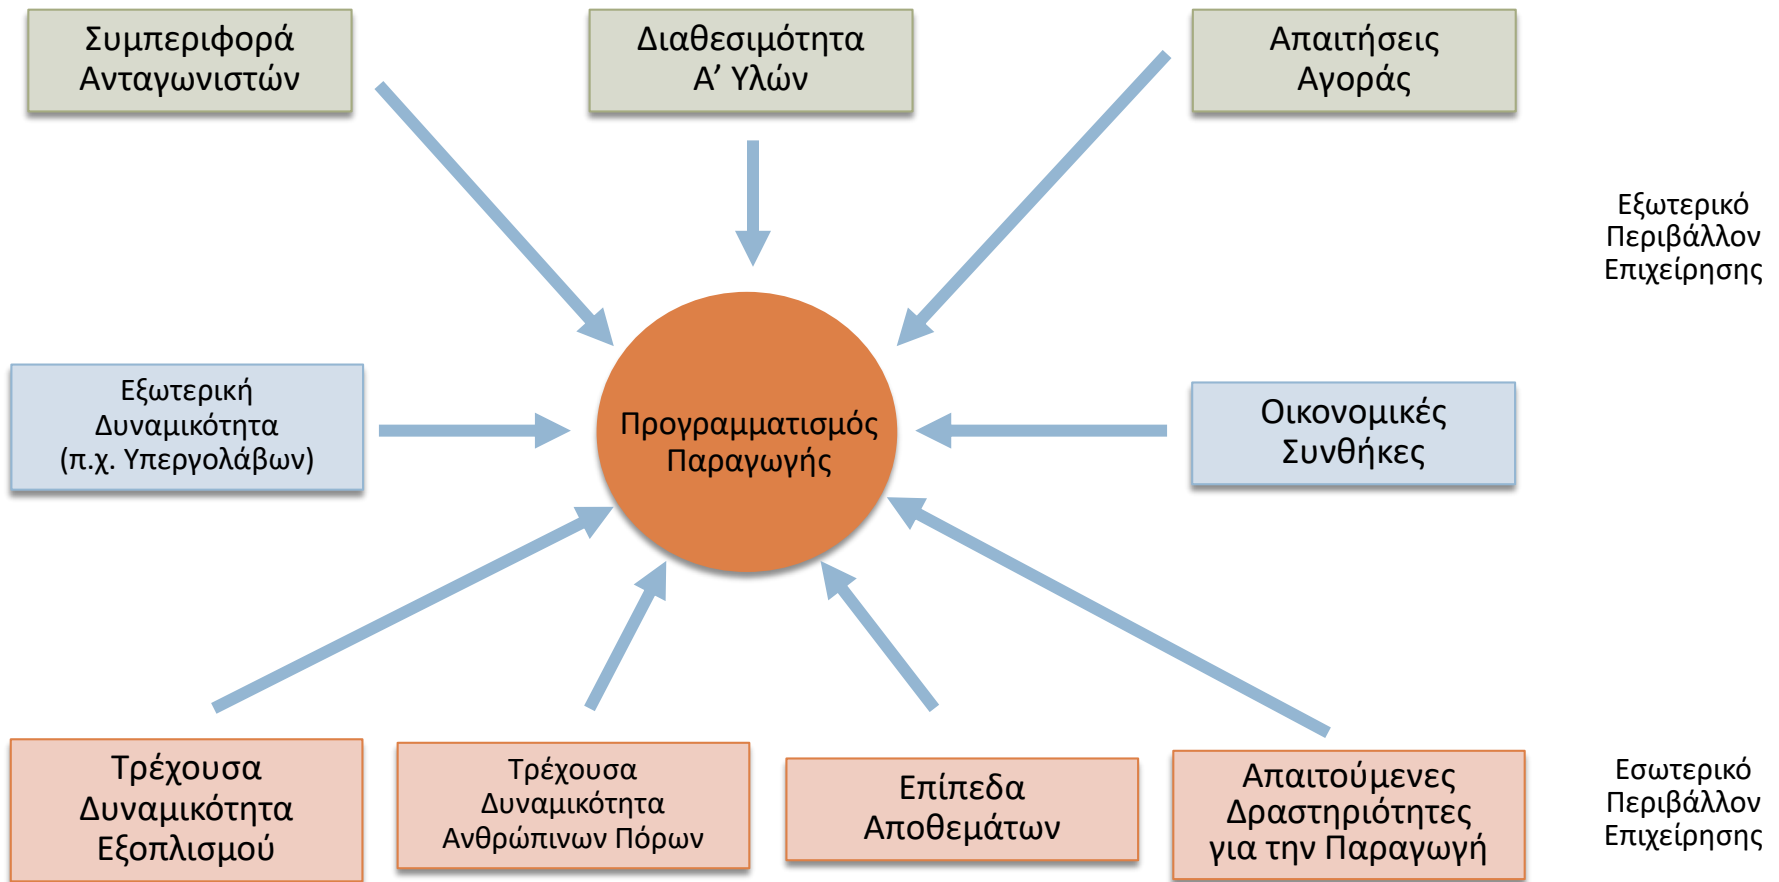 Συμπεριφορά
Ανταγωνιστών
Διαθεσιμότητα
Α’ Υλών
Απαιτήσεις
Αγοράς
Εξωτερικό
Περιβάλλον
Επιχείρησης
Εξωτερική
Δυναμικότητα
(π.χ. Υπεργολάβων)
Προγραμματισμός
Παραγωγής
Οικονομικές
Συνθήκες
Τρέχουσα
Δυναμικότητα
Εξοπλισμού
Τρέχουσα
Δυναμικότητα
Ανθρώπινων Πόρων
Επίπεδα
Αποθεμάτων
Απαιτούμενες
Δραστηριότητες
για την Παραγωγή
Εσωτερικό
Περιβάλλον
Επιχείρησης